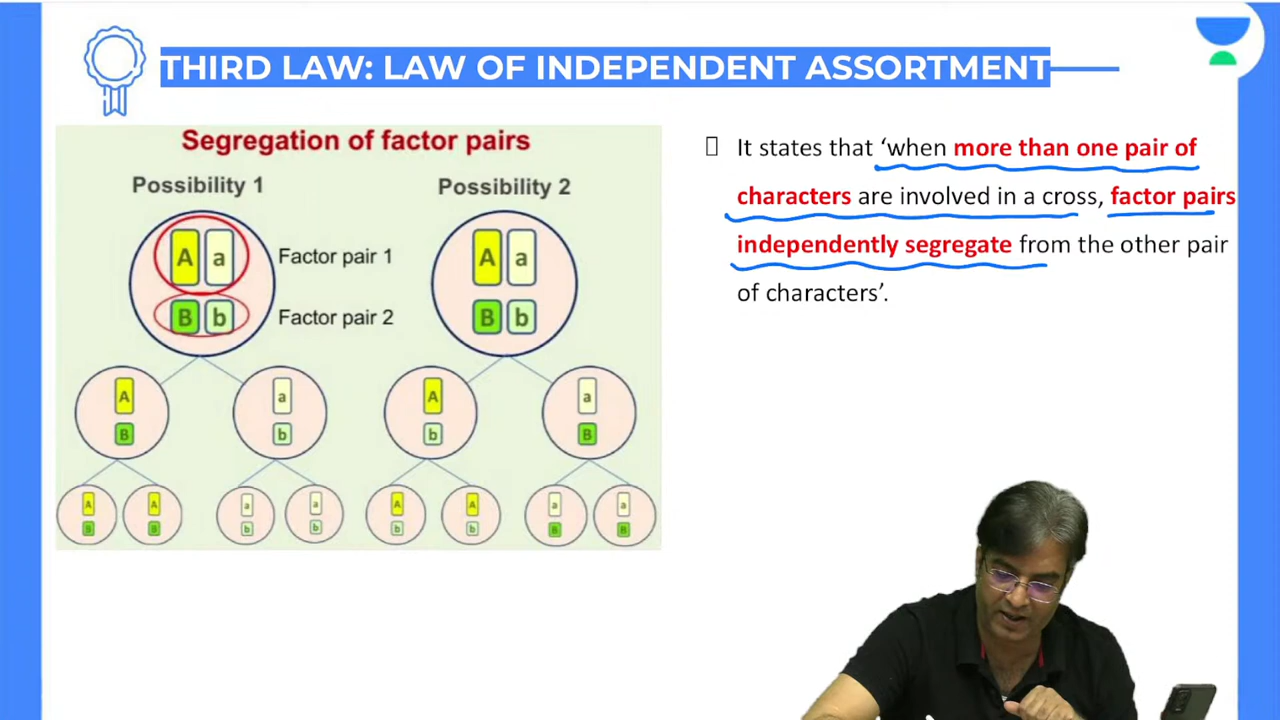 THIRD LAW: LAW OF INDEPENDENT ASSORTMENT
Segregation of factor pairs
Possibility 1
Possibility 2
A a
Factor pair 1
B b
Factor pair 2
A a
B b
A
B
a
b
A
b
a
B
A
B
A
B
a
b
a
b
A
b
A
b
a
B
a
B
It states that ‘when more than one pair of
characters are involved in a cross, factor pairs
independently segregate from the other pair
of characters’.